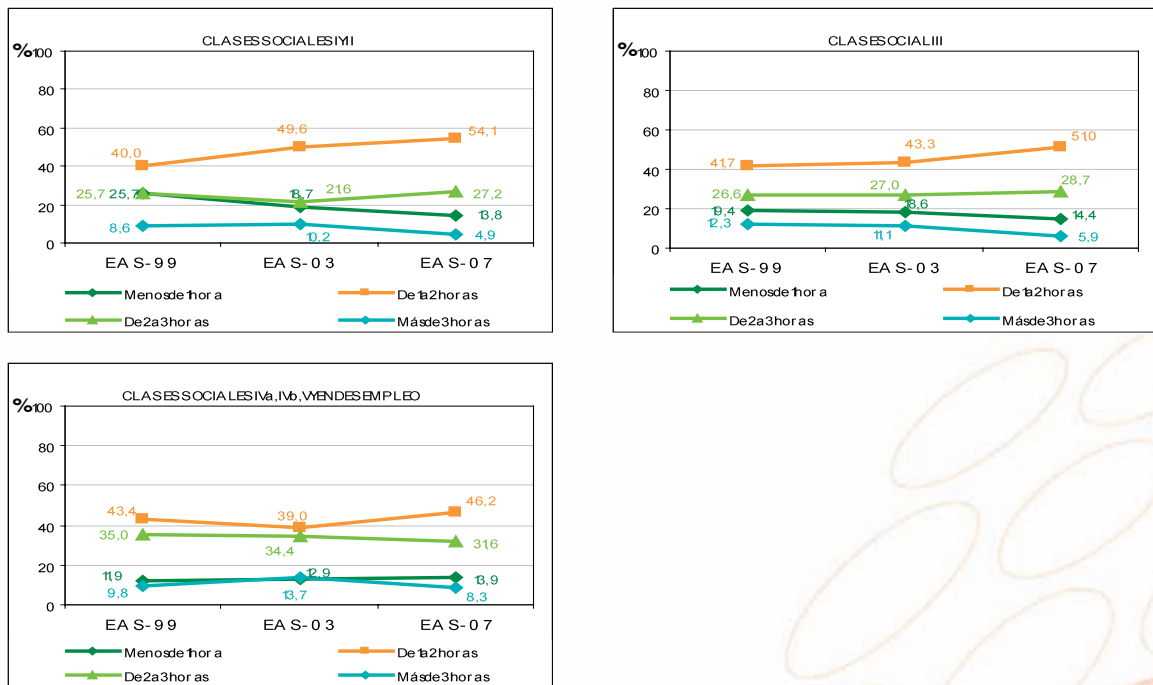 CLASES SOCIALES I Y II
%100
80
60
40
20
0
40,0
49,6
54,1
25,7
25,7
18,7
21,6
27,2
13,8
8,6
10,2
4,9
EAS-99
EAS-03
EAS-07
Menos de 1 hora
De 1 a 2 horas
De 2 a 3 horas
Más de 3 horas
CLASE SOCIAL III
%100
80
60
40
20
0
41,7
43,3
51,0
26,6
27,0
28,7
19,4
18,6
14,4
12,3
11,1
5,9
EAS-99
EAS-03
EAS-07
Menos de 1 hora
De 1 a 2 horas
De 2 a 3 horas
Más de 3 horas
CLASES SOCIALES IVa, IVb, V Y EN DESEMPLEO
%100
80
60
40
20
0
43,4
39,0
46,2
35,0
34,4
31,6
11,9
12,9
13,9
9,8
13,7
8,3
EAS-99
EAS-03
EAS-07
Menos de 1 hora
De 1 a 2 horas
De 2 a 3 horas
Más de 3 horas